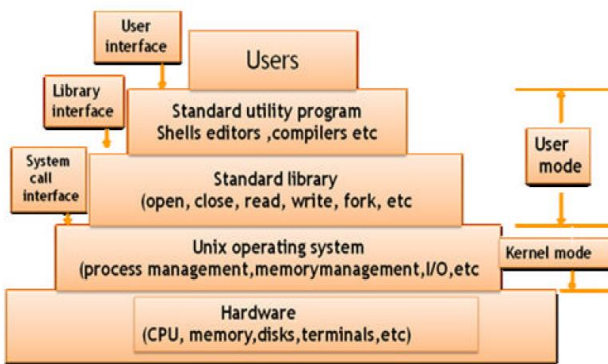 User
interface
Users
Library
interface
Standard utility program
Shells editors ,compilers etc
User
mode
System
call
interface
Standard library
(open, close, read, write, fork, etc
Unix operating system
(process management,memorymanagement,I/O,etc
Kernel mode
Hardware
(CPU, memory,disks,terminals,etc)